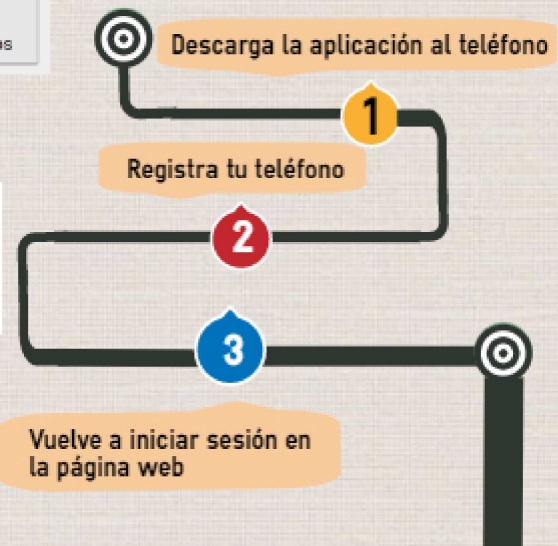 Descarga la aplicación al teléfono
1
Registra tu teléfono
2
3
Vuelve a iniciar sesión en
la página web